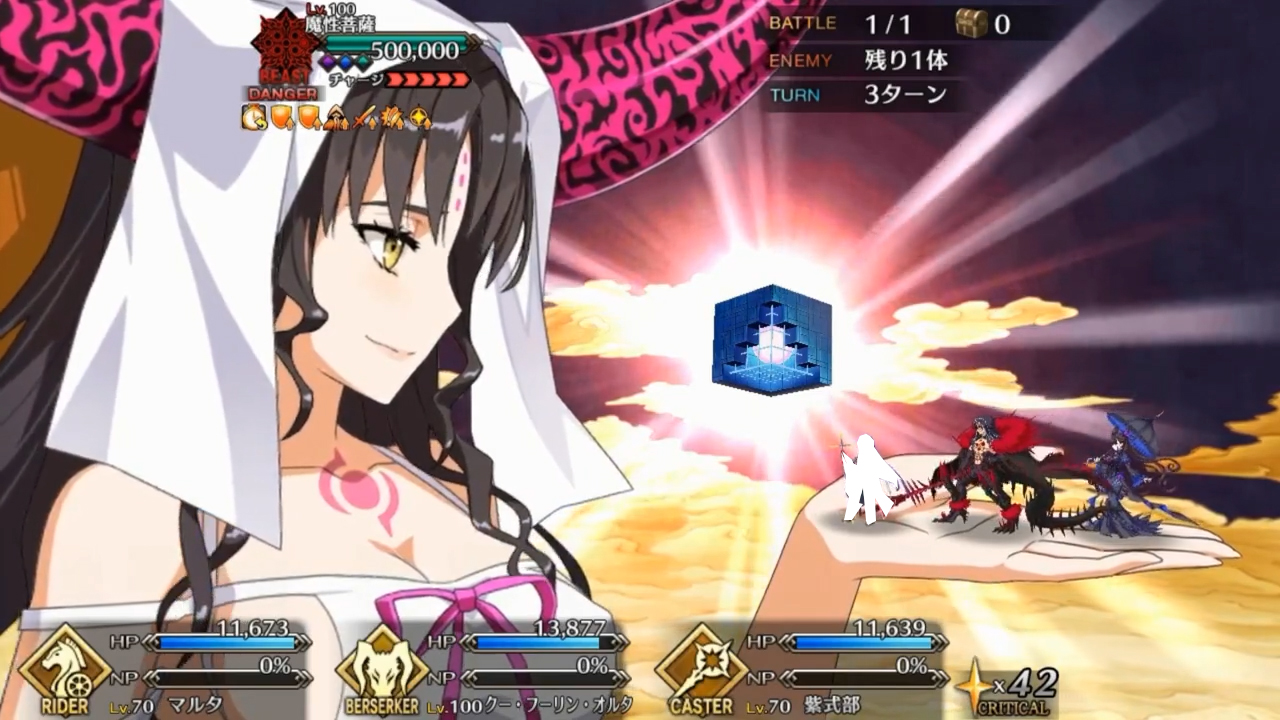 Lv.100
魔性菩薩
500,000
チャージ
BEAST
DANGER
BATTLE 1/1 0
ENEMY 残り1体
TURN 3ターン
HP 11,673
NP 0%
RIDER Lv.70 マルタ
HP 13,877
NP 0%
BERSERKER Lv.100 クー・フーリン・オルタ
HP 11,639
NP 0%
CASTER Lv.70 紫式部
x42
CRITICAL